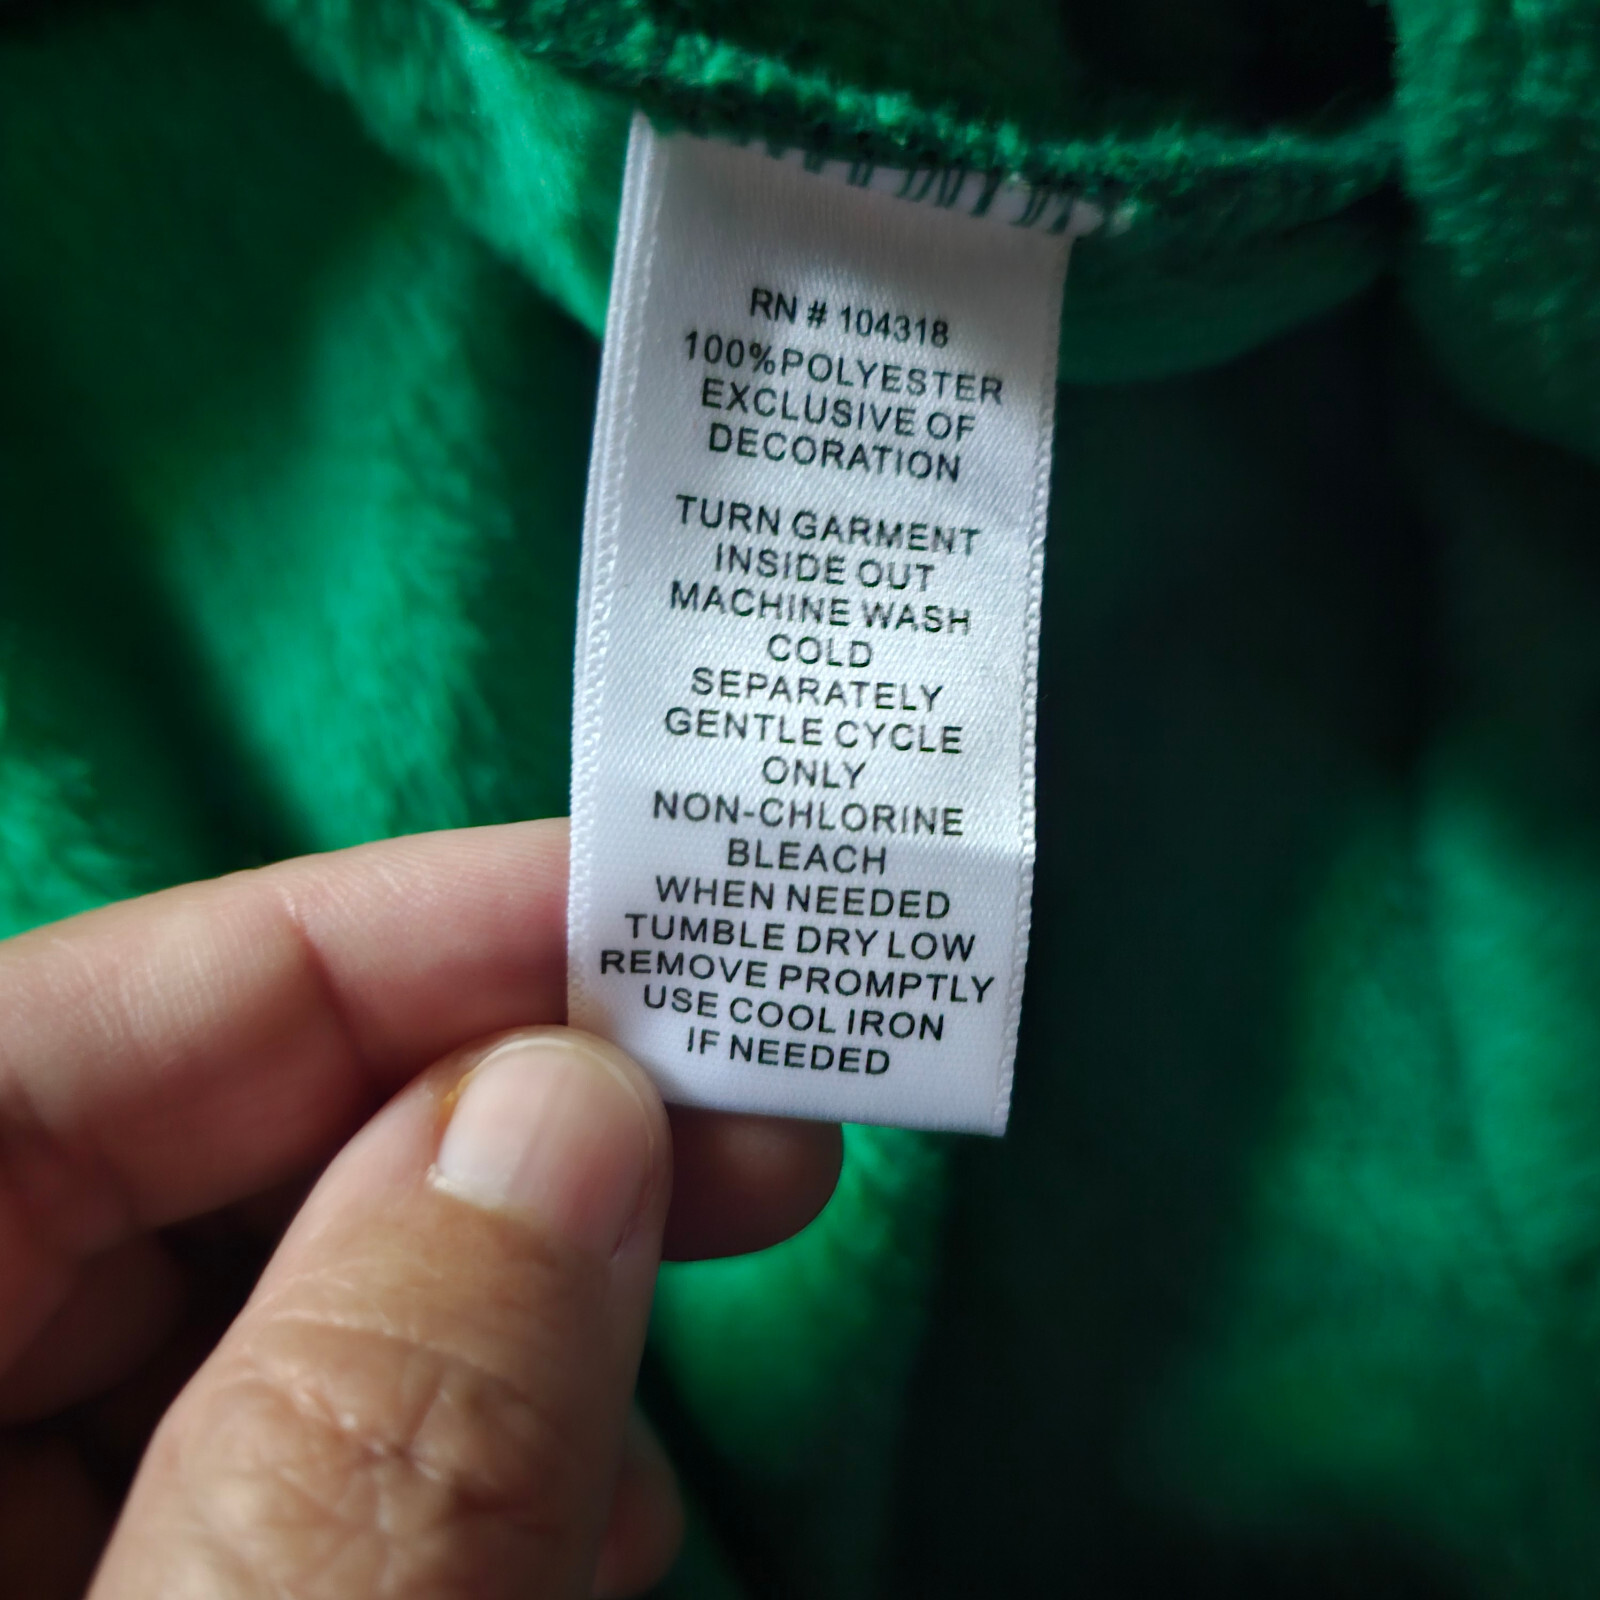 RN # 104318
100%POLYESTER
EXCLUSIVE OF
DECORATION
TURN GARMENT
INSIDE OUT
MACHINE WASH
COLD
SEPARATELY
GENTLE CYCLE
ONLY
NON-CHLORINE
BLEACH
WHEN NEEDED
TUMBLE DRY LOW
REMOVE PROMPTLY
USE COOL IRON
IF NEEDED